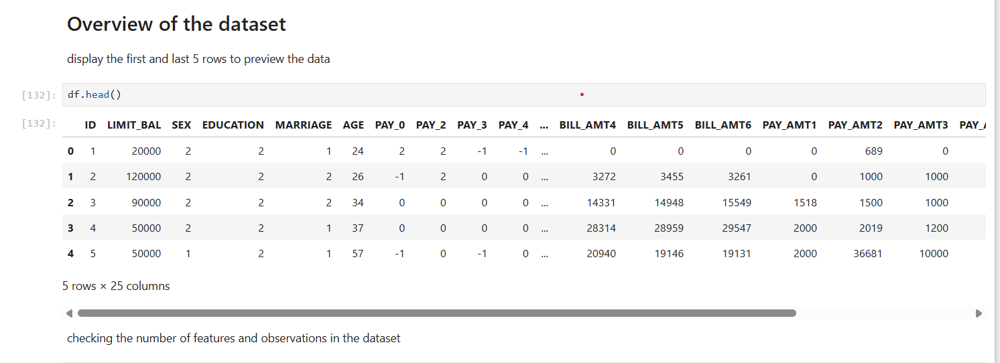 Overview of the dataset
display the first and last 5 rows to preview the data
[132]: df.head()
[132]: ID LIMIT_BAL SEX EDUCATION MARRIAGE AGE PAY_0 PAY_2 PAY_3 PAY_4 ... BILL_AMT4 BILL_AMT5 BILL_AMT6 PAY_AMT1 PAY_AMT2 PAY_AMT3
0 1 20000 2 2 1 24 2 2 -1 -1 ... 0 0 0 0 689 0
1 2 120000 2 2 2 26 -1 2 0 0 ... 3272 3455 3261 0 1000 1000
2 3 90000 2 2 2 34 0 0 0 0 ... 14331 14948 15549 1518 1500 1000
3 4 50000 2 2 1 37 0 0 0 0 ... 28314 28959 29547 2000 2019 1200
4 5 50000 1 2 1 57 -1 0 -1 0 ... 20940 19146 19131 2000 36681 10000
5 rows × 25 columns
checking the number of features and observations in the dataset